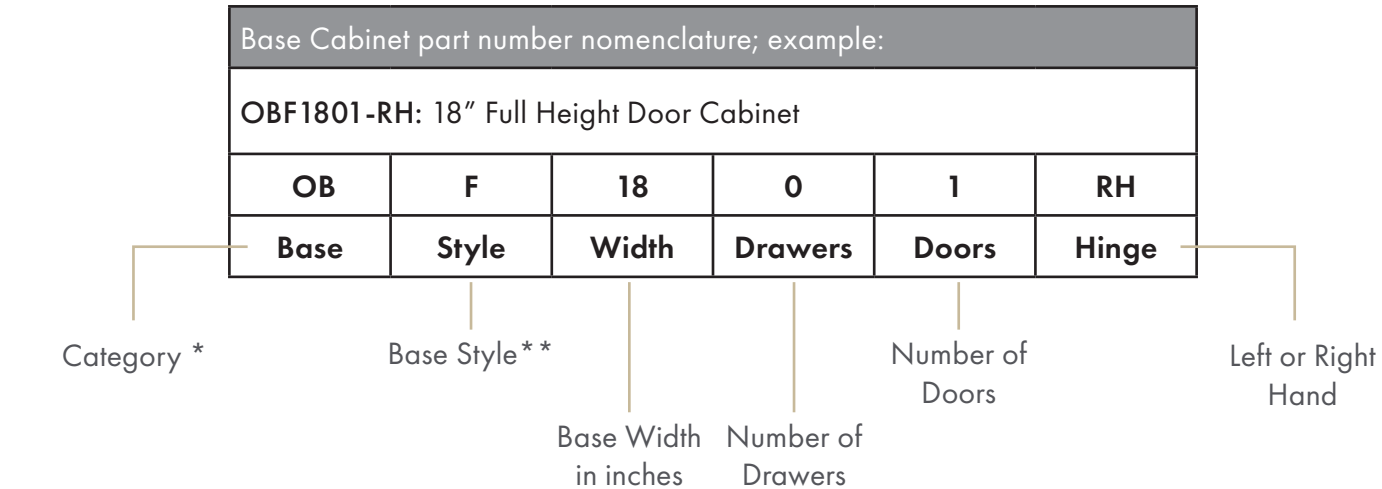 Base Cabinet part number nomenclature; example:
OBF1801-RH: 18” Full Height Door Cabinet
OB F 18 0 1 RH
Base Style Width Drawers Doors Hinge
Category *
Base Style**
Base Width
in inches
Number of
Drawers
Number of
Doors
Left or Right
Hand